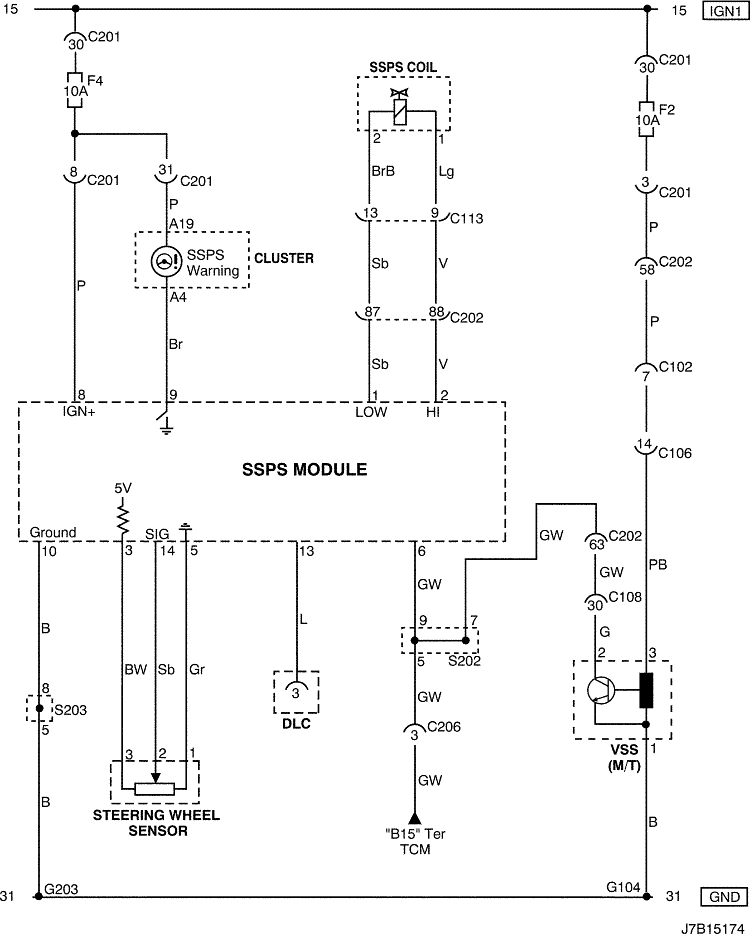 15
15 IGN1
30 C201
C201
30
F4
10A
SSPS COIL
F2
10A
2 1
8 C201
31 C201
BrB Lg
3
C201
P
A19
13 9 C113
SSPS
Warning
CLUSTER
P
Sb V
C202
58
P
A4
87 88 C202
P
Br
Sb V
C102
7
8 9 1 2
IGN+ LOW HI
14 C106
SSPS MODULE
5V
Ground SIG
GW
63 C202
10 3 14 5 13 6
GW
PB
GW
30 C108
L
9 7
G
B
2 3
5 S202
BW Sb Gr
8
S203
5
3
DLC
GW
3 C206
VSS
(M/T)
1
3 2 1
GW
B
STEERING WHEEL
SENSOR
B
"B15" Ter
TCM
31 G203
G104 31 GND
J7B15174